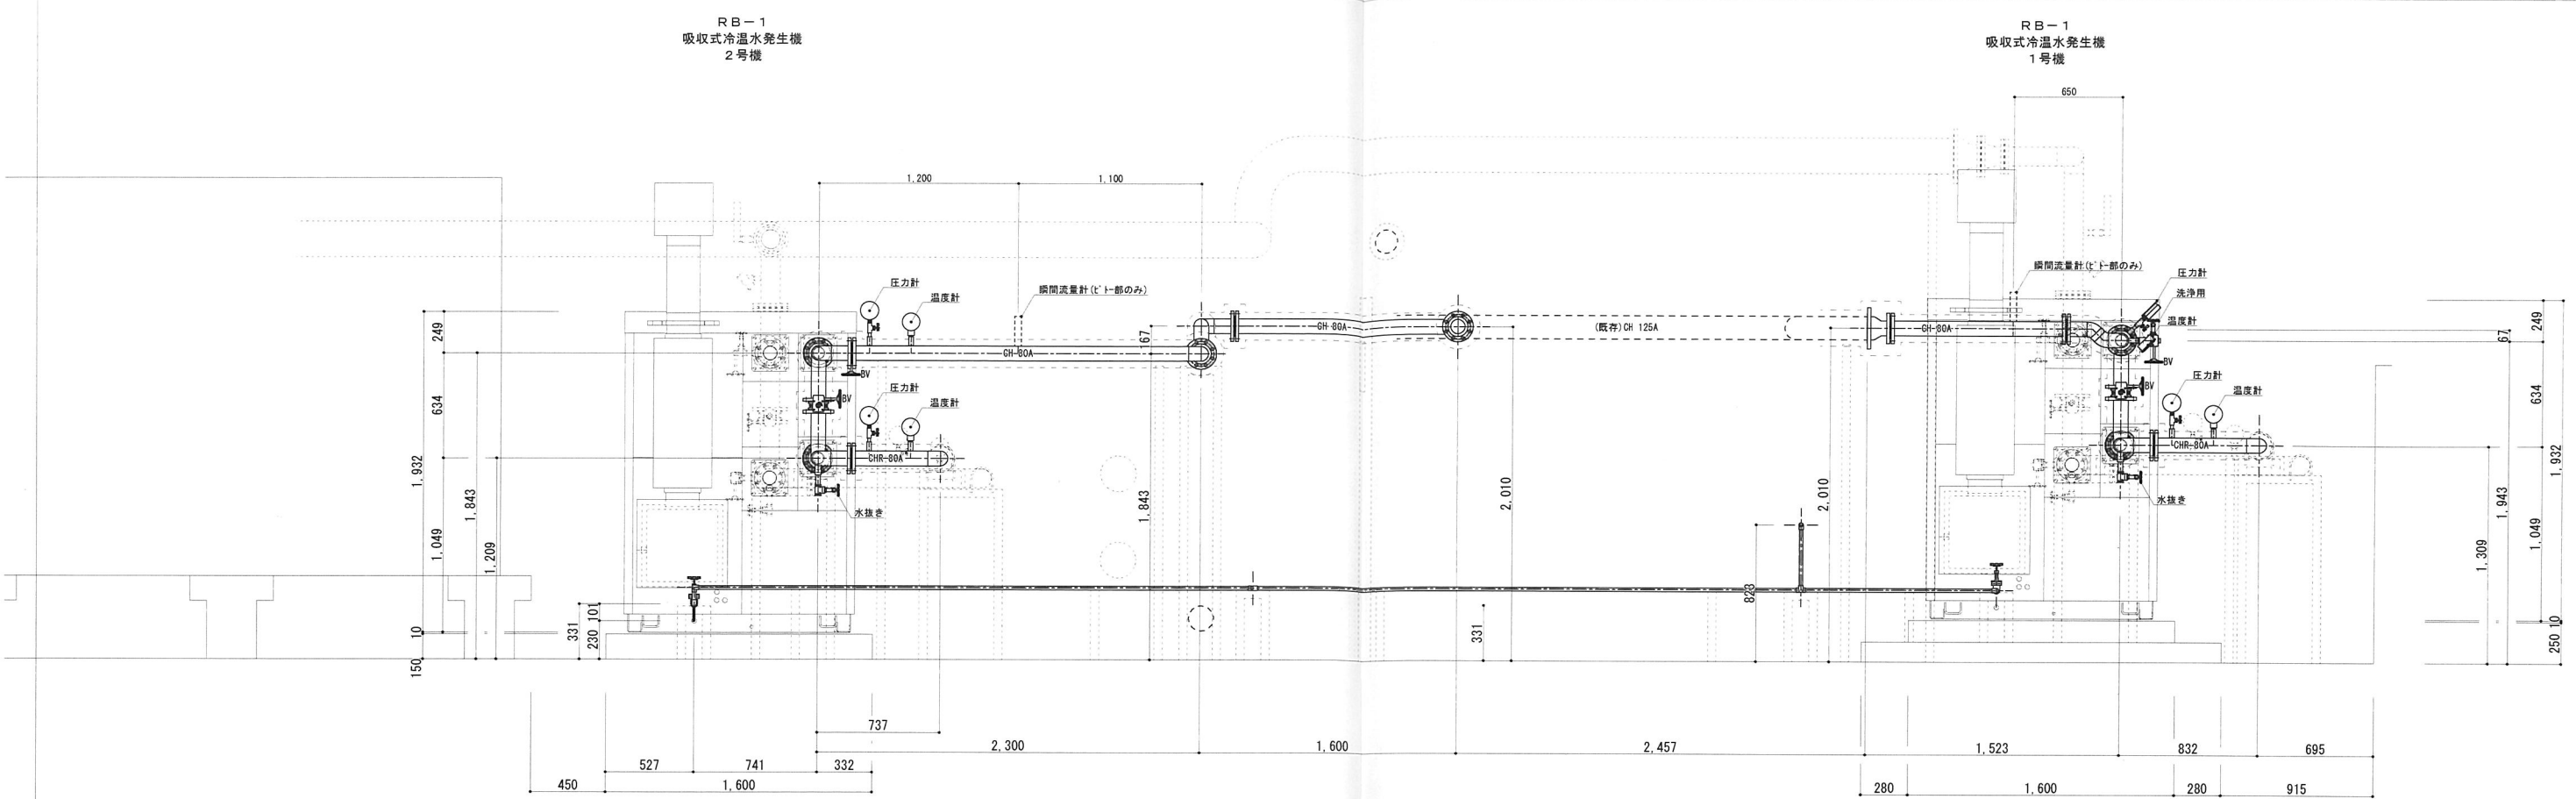 RB－1
吸収式冷温水発生機
2号機
RB－1
吸収式冷温水発生機
1号機
650
1,200
1,100
圧力計
温度計
瞬間流量計(ﾋﾟﾄｰ部のみ)
瞬間流量計(ﾋﾟﾄｰ部のみ)
圧力計
洗浄用
温度計
249
67
CH-80A
CH 80A
(既存)CH 125A
CH-80A
249
67
BV
BV
圧力計
温度計
BV
BV
圧力計
温度計
634
634
CHR-80A
CHR-80A
水抜き
水抜き
1,932
1,843
1,049
1,209
1,843
2,010
2,010
1,932
1,943
1,049
1,309
823
331
101
230
331
10
150
10
250
737
2,300
1,600
2,457
1,523
832
695
527
741
332
450
1,600
280
1,600
280
915